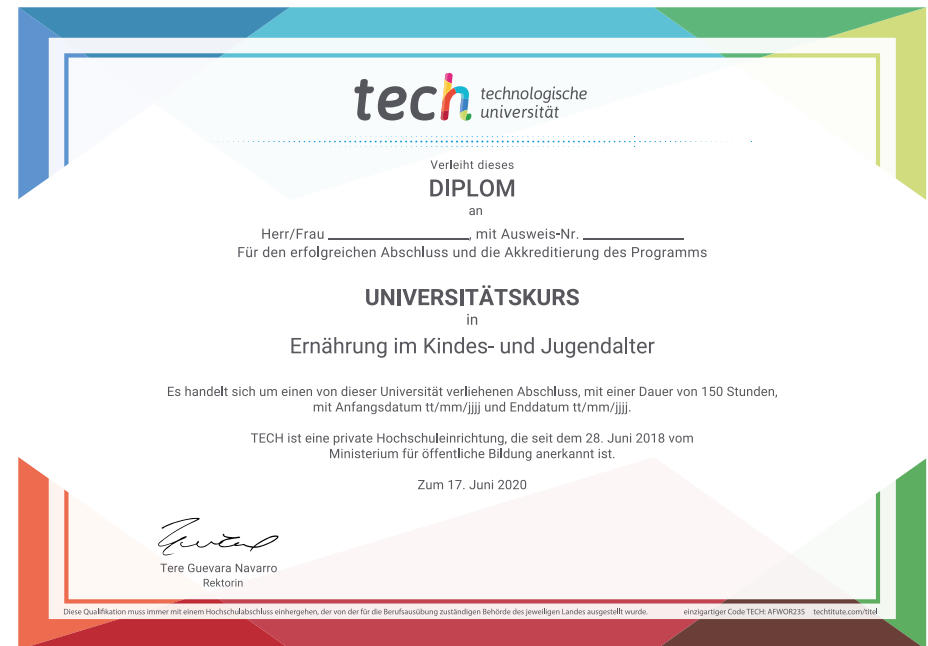 tech technologische
universität
Verleiht dieses
DIPLOM
an
Herr/Frau ____________, mit Ausweis-Nr. ____________
Für den erfolgreichen Abschluss und die Akkreditierung des Programms
UNIVERSITÄTSKURS
in
Ernährung im Kindes- und Jugendalter
Es handelt sich um einen von dieser Universität verliehenen Abschluss, mit einer Dauer von 150 Stunden,
mit Anfangsdatum tt/mm/jjjj und Enddatum tt/mm/jjjj.
TECH ist eine private Hochschuleinrichtung, die seit dem 28. Juni 2018 vom
Ministerium für öffentliche Bildung anerkannt ist.
Zum 17. Juni 2020
Tere Guevara Navarro
Rektorin
Diese Qualifikation muss immer mit einem Hochschulabschluss einhergehen, der von der für die Berufsausübung zuständigen Behörde des jeweiligen Landes ausgestellt wurde. einzigartiger Code TECH: AFWOR23S techtitute.com/titel